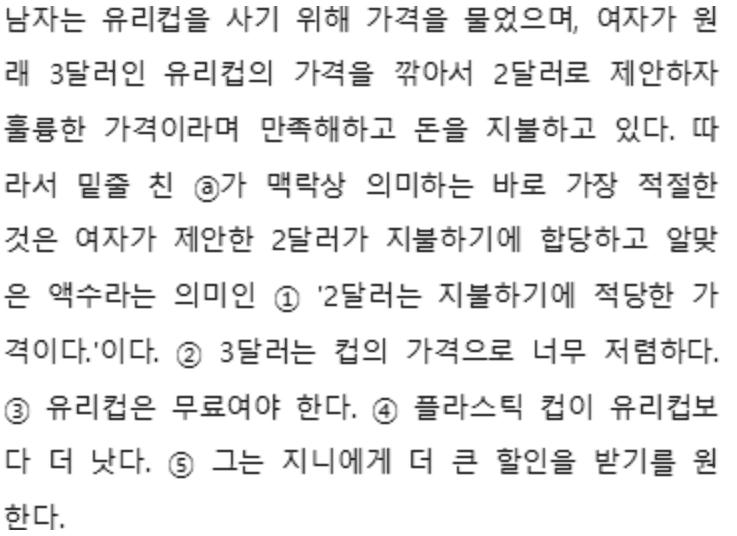 남자는 유리컵을 사기 위해 가격을 물었으며, 여자가 원
래 3달러인 유리컵의 가격을 깎아서 2달러로 제안하자
훌륭한 가격이라며 만족해하고 돈을 지불하고 있다. 따
라서 밑줄 친 ⓐ가 맥락상 의미하는 바로 가장 적절한
것은 여자가 제안한 2달러가 지불하기에 합당하고 알맞
은 액수라는 의미인 ① '2달러는 지불하기에 적당한 가
격이다.'이다. ② 3달러는 컵의 가격으로 너무 저렴하다.
③ 유리컵은 무료여야 한다. ④ 플라스틱 컵이 유리컵보
다 더 낫다. ⑤ 그는 지니에게 더 큰 할인을 받기를 원
한다.